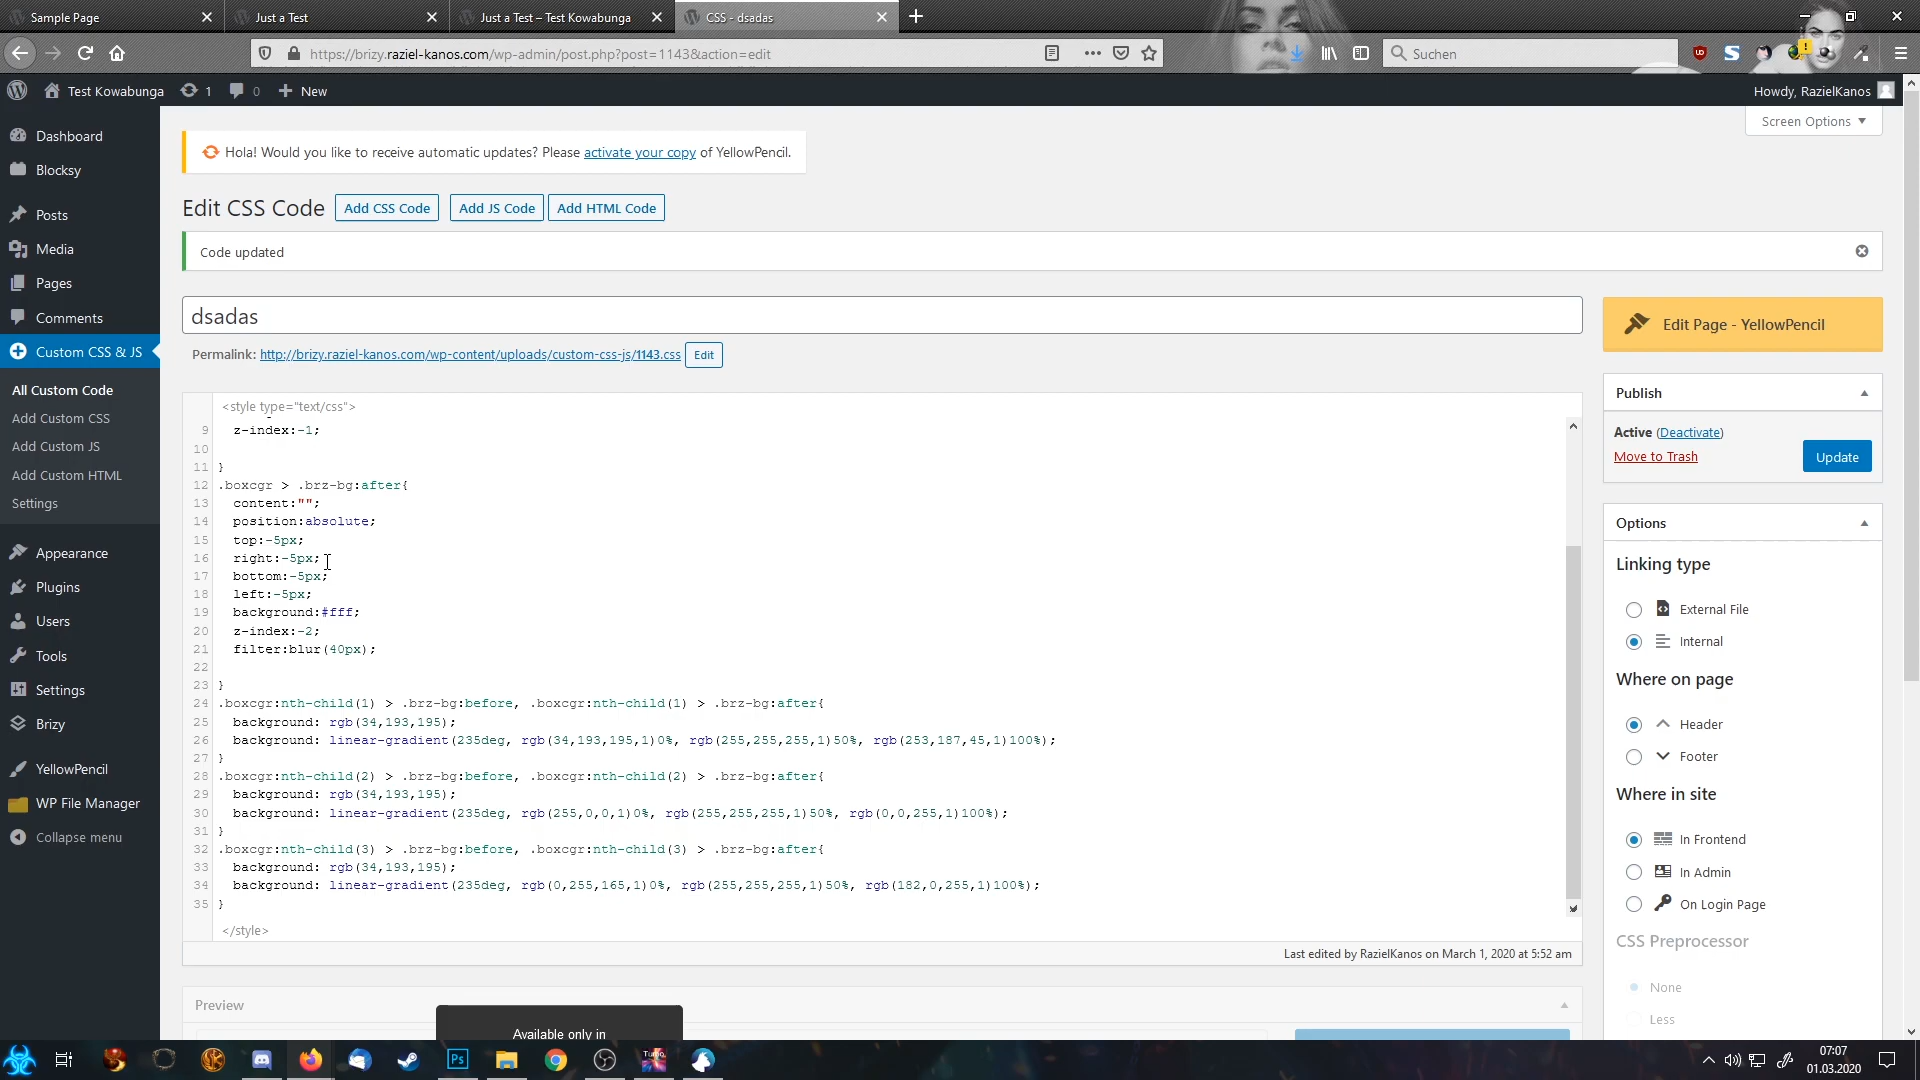 Sample Page
Just a Test
Just a Test – Test Kowabunga
CSS - dsadas
https://brizy.raziel-kanos.com/wp-admin/post.php?post=1143&action=edit
Suchen
Test Kowabunga
1
0
New
Howdy, RazielKanos
Screen Options
Dashboard
Blocksy
Posts
Media
Pages
Comments
Custom CSS & JS
All Custom Code
Add Custom CSS
Add Custom JS
Add Custom HTML
Settings
Appearance
Plugins
Users
Tools
Settings
Brizy
YellowPencil
WP File Manager
Collapse menu
Hola! Would you like to receive automatic updates? Please activate your copy of YellowPencil.
Edit CSS Code
Add CSS Code
Add JS Code
Add HTML Code
Code updated
dsadas
Permalink: http://brizy.raziel-kanos.com/wp-content/uploads/custom-css-js/1143.css
Edit
<style type="text/css">
9 z-index:-1;
10
11 }
12 .boxcgr > .brz-bg:after{
13 content:"";
14 position:absolute;
15 top:-5px;
16 right:-5px;
17 bottom:-5px;
18 left:-5px;
19 background:#fff;
20 z-index:-2;
21 filter:blur(40px);
22
23 }
24 .boxcgr:nth-child(1) > .brz-bg:before, .boxcgr:nth-child(1) > .brz-bg:after{
25 background: rgb(34,193,195);
26 background: linear-gradient(235deg, rgb(34,193,195,1)0%, rgb(255,255,255,1)50%, rgb(253,187,45,1)100%);
27 }
28 .boxcgr:nth-child(2) > .brz-bg:before, .boxcgr:nth-child(2) > .brz-bg:after{
29 background: rgb(34,193,195);
30 background: linear-gradient(235deg, rgb(255,0,0,1)0%, rgb(255,255,255,1)50%, rgb(0,0,255,1)100%);
31 }
32 .boxcgr:nth-child(3) > .brz-bg:before, .boxcgr:nth-child(3) > .brz-bg:after{
33 background: rgb(34,193,195);
34 background: linear-gradient(235deg, rgb(0,255,165,1)0%, rgb(255,255,255,1)50%, rgb(182,0,255,1)100%);
35 }
</style>
Last edited by RazielKanos on March 1, 2020 at 5:52 am
Preview
Available only in
Edit Page - YellowPencil
Publish
Active (Deactivate)
Move to Trash
Update
Options
Linking type
External File
Internal
Where on page
Header
Footer
Where in site
In Frontend
In Admin
On Login Page
CSS Preprocessor
None
Less
Ps
07:07
01.03.2020